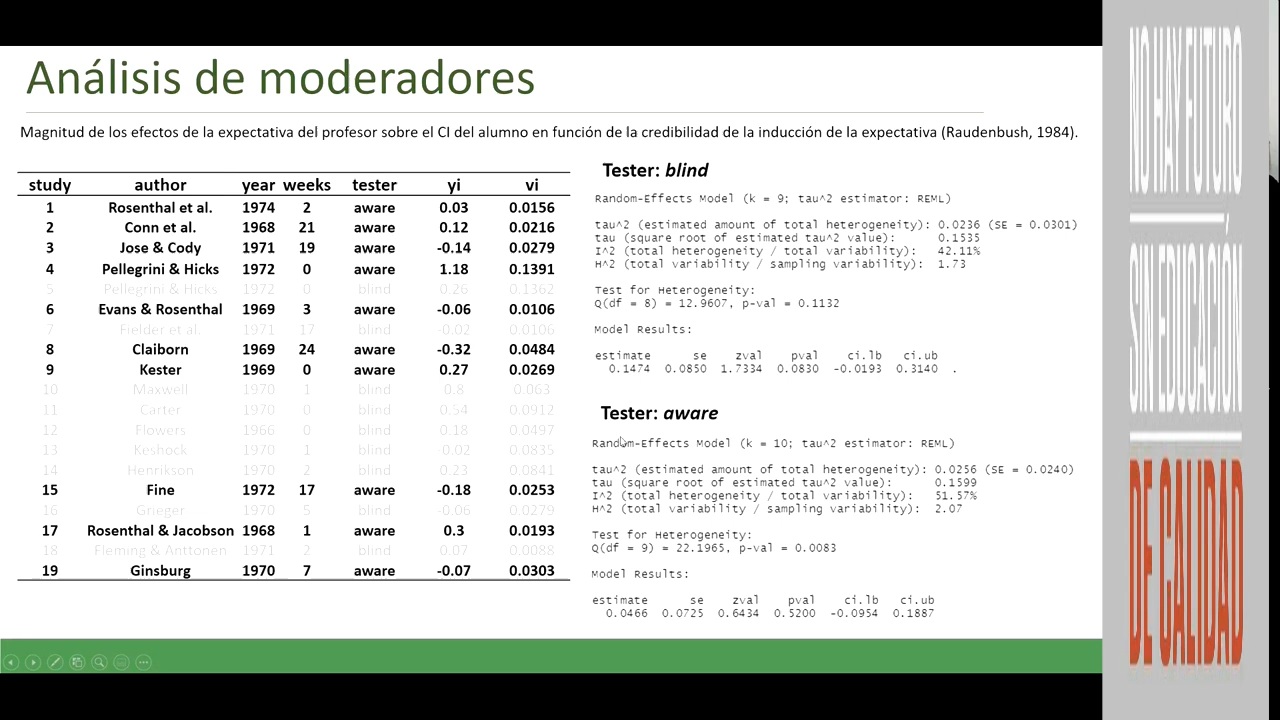 Análisis de moderadores
Magnitud de los efectos de la expectativa del profesor sobre el CI del alumno en función de la credibilidad de la inducción de la expectativa (Raudenbush, 1984).
study author year weeks tester yi vi
1 Rosenthal et al. 1974 2 aware 0.03 0.0156
2 Conn et al. 1968 21 aware 0.12 0.0216
3 Jose & Cody 1971 19 aware -0.14 0.0279
4 Pellegrini & Hicks 1972 0 aware 1.18 0.1391
5 Pellegrini & Hicks 1972 0 blind 0.26 0.1362
6 Evans & Rosenthal 1969 3 aware -0.06 0.0106
7 Fielder et al. 1971 17 blind -0.02 0.0106
8 Claiborn 1969 24 aware -0.32 0.0484
9 Kester 1969 0 aware 0.27 0.0269
10 Maxwell 1970 1 blind 0.8 0.063
11 Carter 1970 0 blind 0.54 0.0912
12 Flowers 1966 0 blind 0.18 0.0497
13 Keshock 1970 1 blind -0.02 0.0835
14 Henrikson 1970 2 blind 0.23 0.0841
15 Fine 1972 17 aware -0.18 0.0253
16 Grieger 1970 5 blind -0.06 0.0279
17 Rosenthal & Jacobson 1968 1 aware 0.3 0.0193
18 Fleming & Anttonen 1971 2 blind 0.07 0.0088
19 Ginsburg 1970 7 aware -0.07 0.0303
Tester: blind
Random-Effects Model (k = 9; tau^2 estimator: REML)
tau^2 (estimated amount of total heterogeneity): 0.0236 (SE = 0.0301)
tau (square root of estimated tau^2 value): 0.1535
I^2 (total heterogeneity / total variability): 42.11%
H^2 (total variability / sampling variability): 1.73
Test for Heterogeneity:
Q(df = 8) = 12.9607, p-val = 0.1132
Model Results:
estimate se zval pval ci.lb ci.ub
0.1474 0.0850 1.7334 0.0830 -0.0193 0.3140 .
Tester: aware
Random-Effects Model (k = 10; tau^2 estimator: REML)
tau^2 (estimated amount of total heterogeneity): 0.0256 (SE = 0.0240)
tau (square root of estimated tau^2 value): 0.1599
I^2 (total heterogeneity / total variability): 51.57%
H^2 (total variability / sampling variability): 2.07
Test for Heterogeneity:
Q(df = 9) = 22.1965, p-val = 0.0083
Model Results:
estimate se zval pval ci.lb ci.ub
0.0466 0.0725 0.6434 0.5200 -0.0954 0.1887
NO HAY FUTURO
SIN EDUCACIÓN
DE CALIDAD